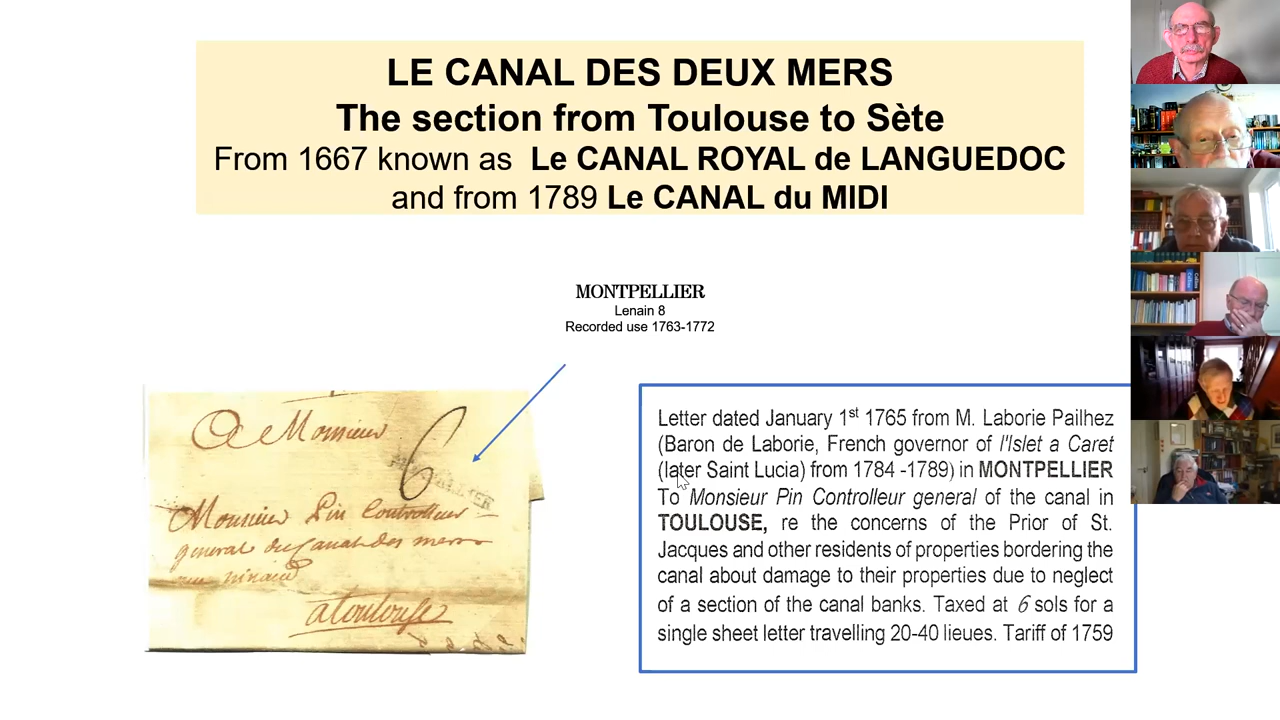 LE CANAL DES DEUX MERS
The section from Toulouse to Sète
From 1667 known as Le CANAL ROYAL de LANGUEDOC
and from 1789 Le CANAL du MIDI
MONTPELLIER
Lenain 8
Recorded use 1763-1772
A Monsieur
6
Monsieur Pin Controlleur
general du Canal des mers
a toulouse
Letter dated January 1st 1765 from M. Laborie Pailhez
(Baron de Laborie, French governor of l'Islet a Caret
(later Saint Lucia) from 1784 -1789) in MONTPELLIER
To Monsieur Pin Controlleur general of the canal in
TOULOUSE, re the concerns of the Prior of St.
Jacques and other residents of properties bordering the
canal about damage to their properties due to neglect
of a section of the canal banks. Taxed at 6 sols for a
single sheet letter travelling 20-40 lieues. Tariff of 1759